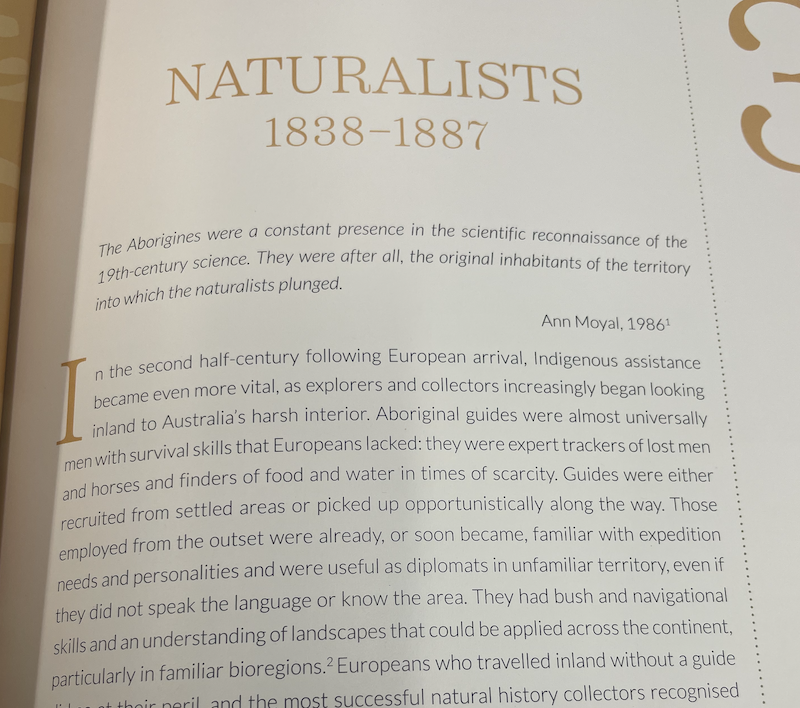 NATURALISTS
1838–1887
The Aborigines were a constant presence in the scientific reconnaissance of the
19th-century science. They were after all, the original inhabitants of the territory
into which the naturalists plunged.
Ann Moyal, 1986¹
In the second half-century following European arrival, Indigenous assistance
became even more vital, as explorers and collectors increasingly began looking
inland to Australia's harsh interior. Aboriginal guides were almost universally
men with survival skills that Europeans lacked: they were expert trackers of lost men
and horses and finders of food and water in times of scarcity. Guides were either
recruited from settled areas or picked up opportunistically along the way. Those
employed from the outset were already, or soon became, familiar with expedition
needs and personalities and were useful as diplomats in unfamiliar territory, even if
they did not speak the language or know the area. They had bush and navigational
skills and an understanding of landscapes that could be applied across the continent,
particularly in familiar bioregions.² Europeans who travelled inland without a guide
at their peril, and the most successful natural history collectors recognised
3